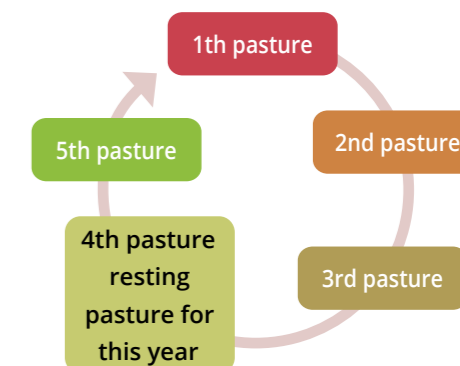 1th pasture
2nd pasture
3rd pasture
4th pasture
resting
pasture for
this year
5th pasture